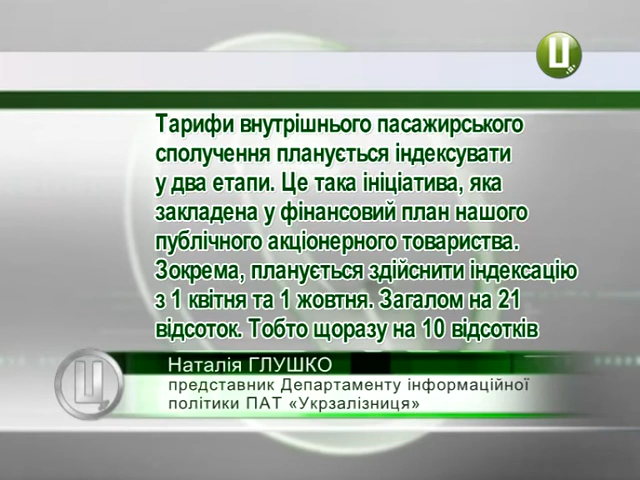 Ц
Тарифи внутрішнього пасажирського
сполучення планується індексувати
у два етапи. Це така ініціатива, яка
закладена у фінансовий план нашого
публічного акціонерного товариства.
Зокрема, планується здійснити індексацію
з 1 квітня та 1 жовтня. Загалом на 21
відсоток. Тобто щоразу на 10 відсотків
Ц
Наталія ГЛУШКО
представник Департаменту інформаційної
політики ПАТ «Укрзалізниця»